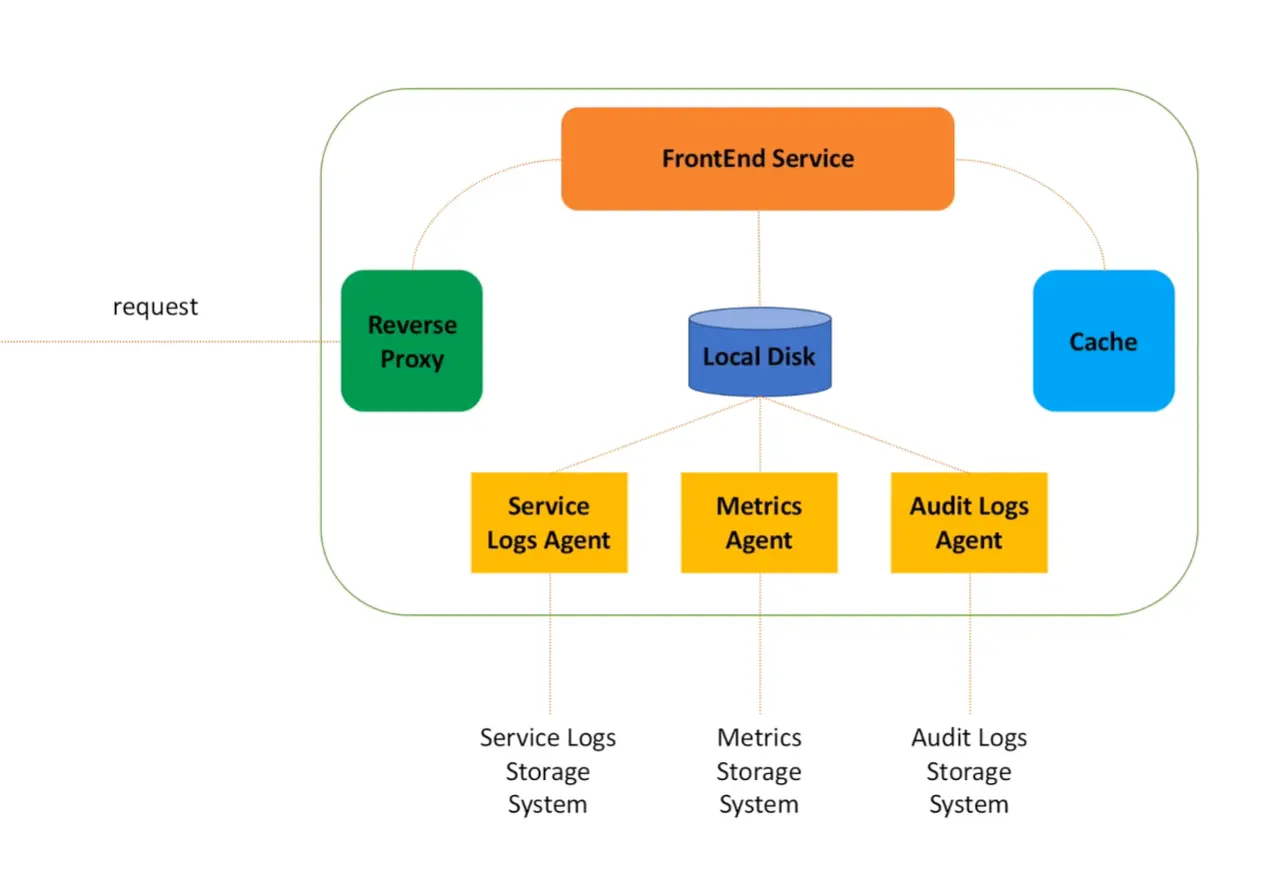 FrontEnd Service
request
Reverse
Proxy
Local Disk
Cache
Service
Logs Agent
Metrics
Agent
Audit Logs
Agent
Service Logs
Storage
System
Metrics
Storage
System
Audit Logs
Storage
System